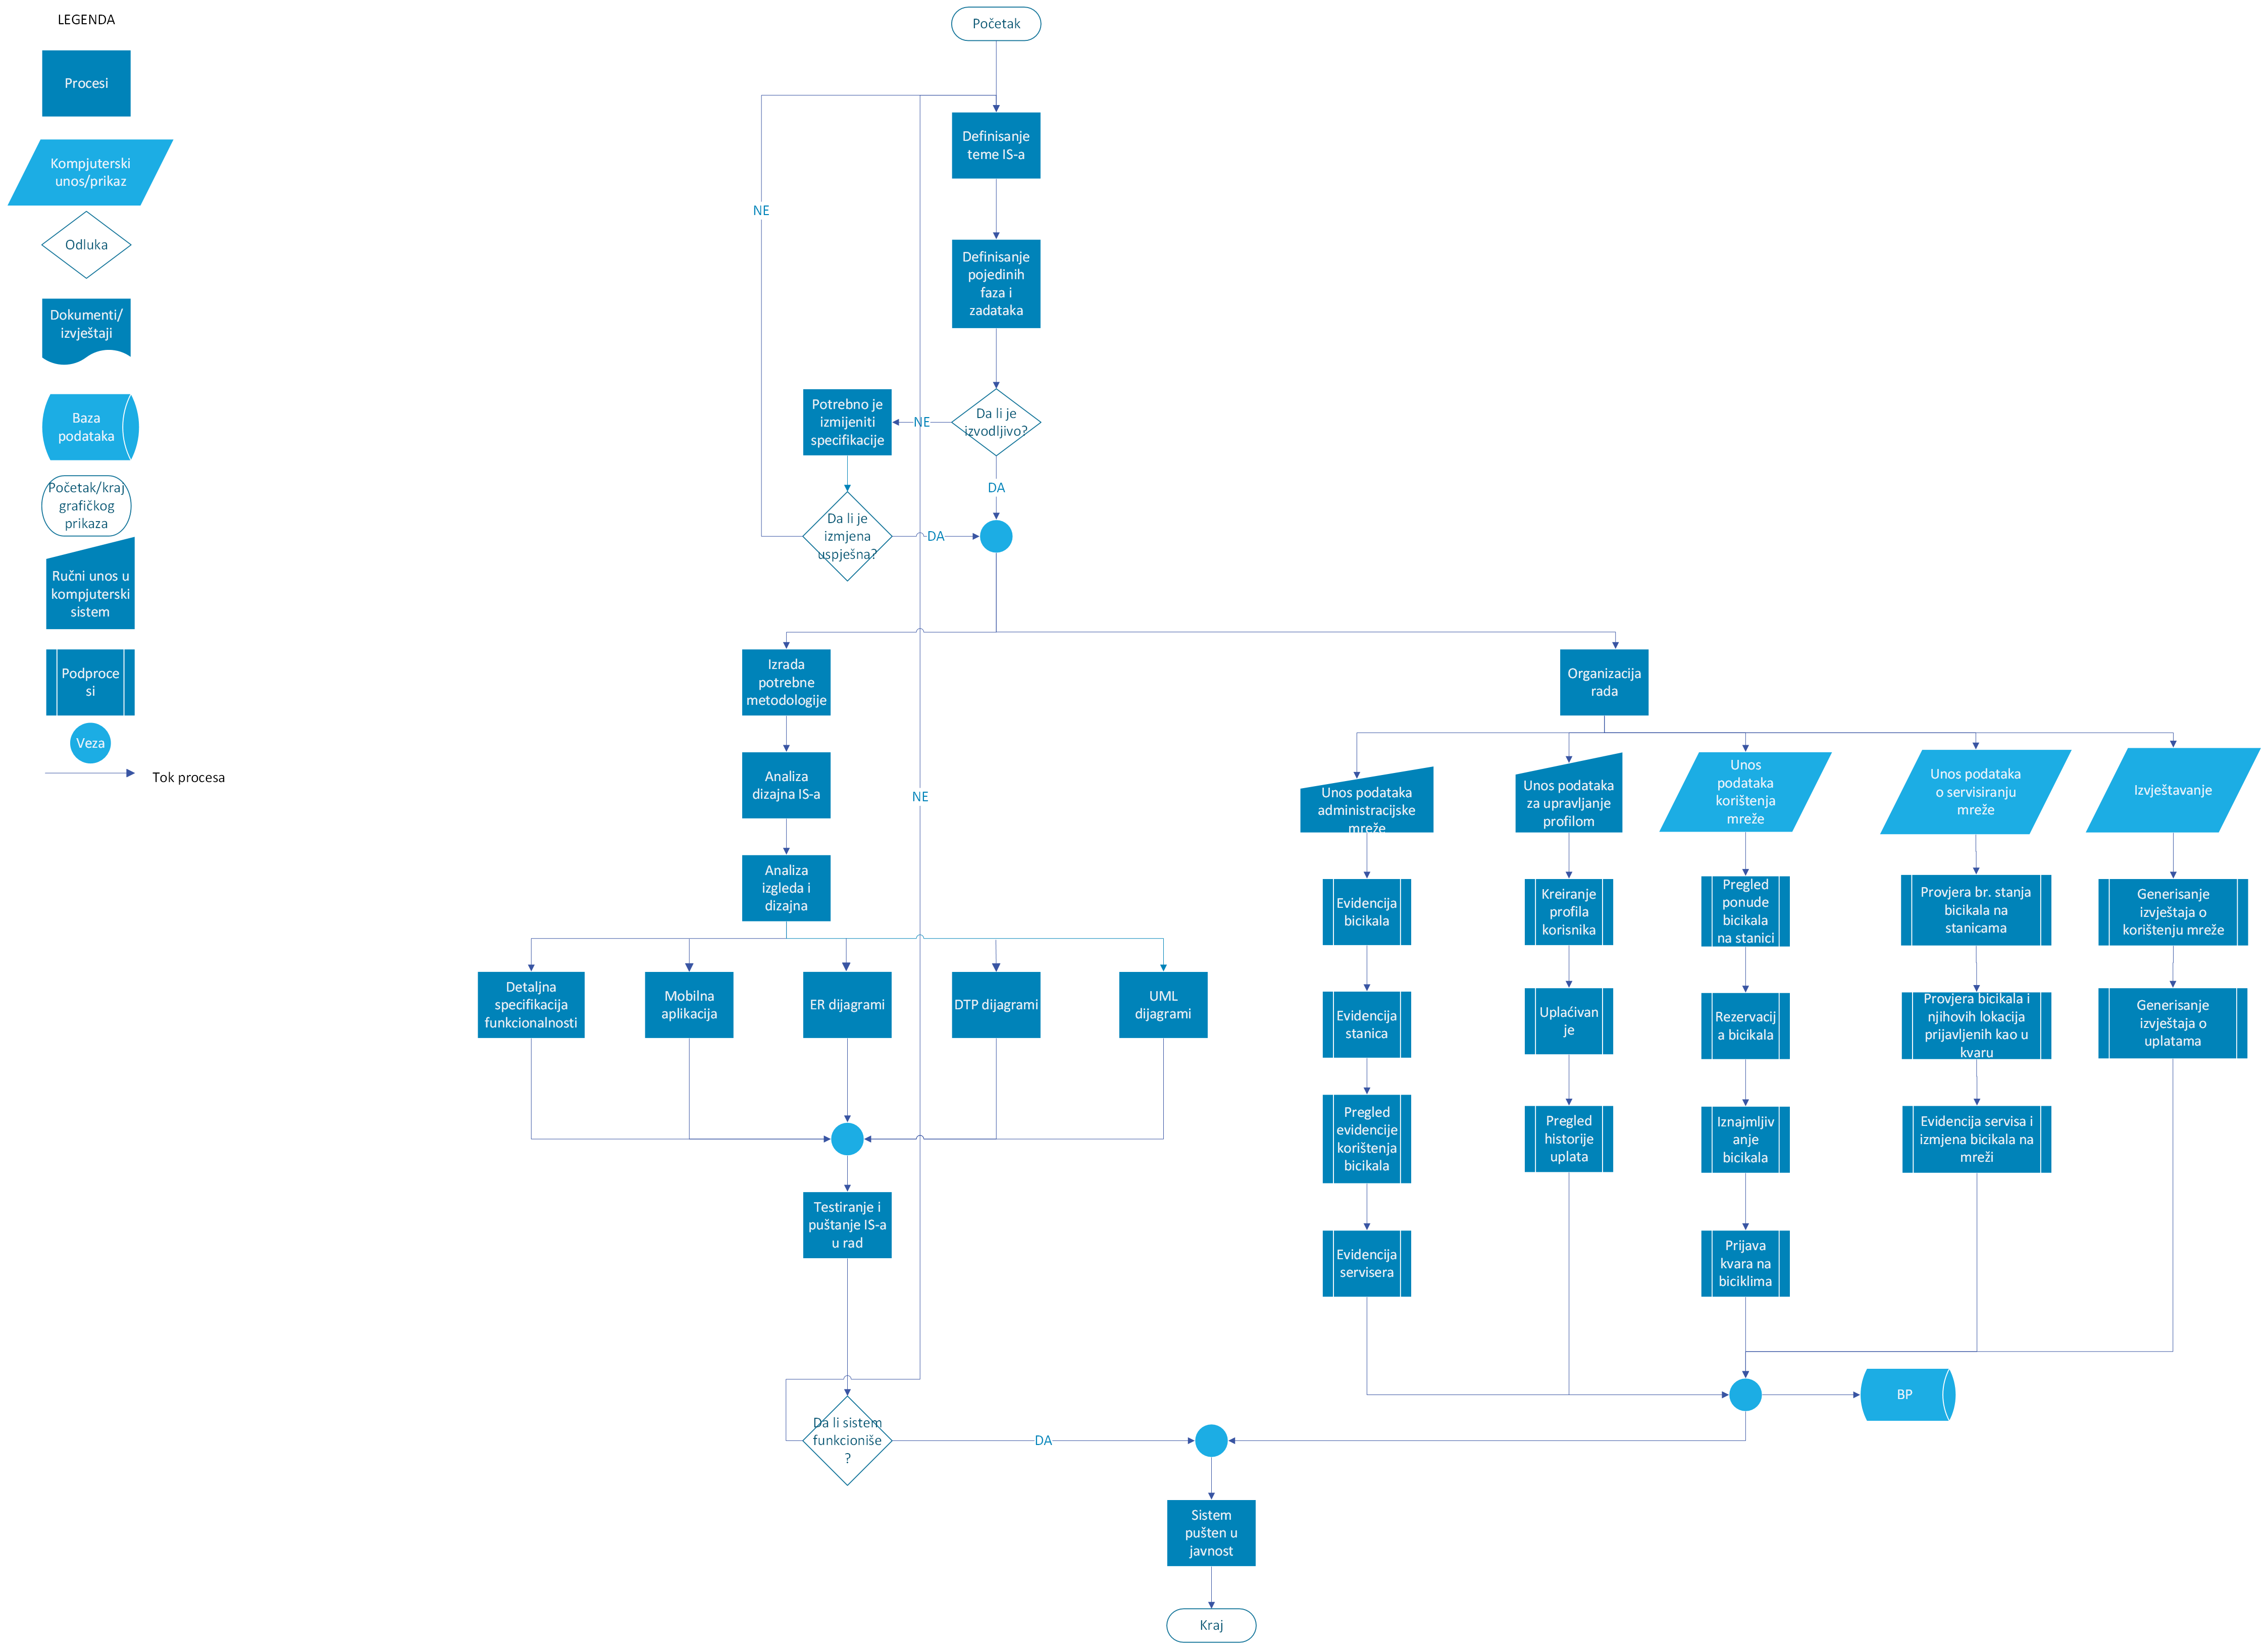 LEGENDA
Procesi
Kompjuterski
unos/prikaz
Odluka
Dokumenti/
izvještaji
Baza
podataka
Početak/kraj
grafičkog
prikaza
Ručni unos u
kompjuterski
sistem
Podproce
si
Veza
Tok procesa
Početak
Definisanje
teme IS-a
NE
Definisanje
pojedinih
faza i
zadataka
Da li je
izvodljivo?
NE
Potrebno je
izmijeniti
specifikacije
DA
Da li je
izmjena
uspješna?
DA
Izrada
potrebne
metodologije
Organizacija
rada
Analiza
dizajna IS-a
NE
Analiza
izgleda i
dizajna
Detaljna
specifikacija
funkcionalnosti
Mobilna
aplikacija
ER dijagrami
DTP dijagrami
UML
dijagrami
Testiranje i
puštanje IS-a
u rad
Da li sistem
funkcioniše
?
DA
Unos podataka
administracijske
mreže
Evidencija
bicikala
Evidencija
stanica
Pregled
evidencije
korištenja
bicikala
Evidencija
servisera
Unos podataka
za upravljanje
profilom
Kreiranje
profila
korisnika
Uplaćivan
je
Pregled
historije
uplata
Unos
podataka
korištenja
mreže
Pregled
ponude
bicikala
na stanici
Rezervacij
a bicikala
Iznajmljiv
anje
bicikala
Prijava
kvara na
biciklima
Unos podataka
o servisiranju
mreže
Provjera br. stanja
bicikala na
stanicama
Provjera bicikala i
njihovih lokacija
prijavljenih kao u
kvaru
Evidencija servisa i
izmjena bicikala na
mreži
Izvještavanje
Generisanje
izvještaja o
korištenju mreže
Generisanje
izvještaja o
uplatama
BP
Sistem
pušten u
javnost
Kraj